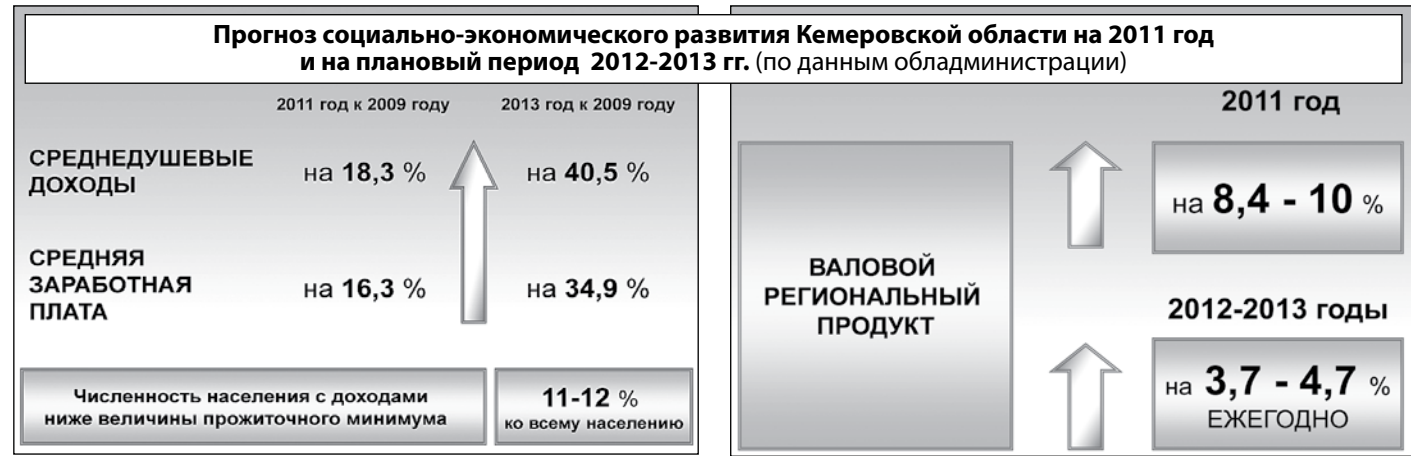 Прогноз социально-экономического развития Кемеровской области на 2011 год
и на плановый период 2012-2013 гг. (по данным обладминистрации)
2011 год к 2009 году
2013 год к 2009 году
СРЕДНЕДУШЕВЫЕ
ДОХОДЫ
на 18,3 %
на 40,5 %
СРЕДНЯЯ
ЗАРАБОТНАЯ
ПЛАТА
на 16,3 %
на 34,9 %
Численность населения с доходами
ниже величины прожиточного минимума
11-12 %
ко всему населению
ВАЛОВОЙ
РЕГИОНАЛЬНЫЙ
ПРОДУКТ
2011 год
на 8,4 - 10 %
2012-2013 годы
на 3,7 - 4,7 %
ЕЖЕГОДНО